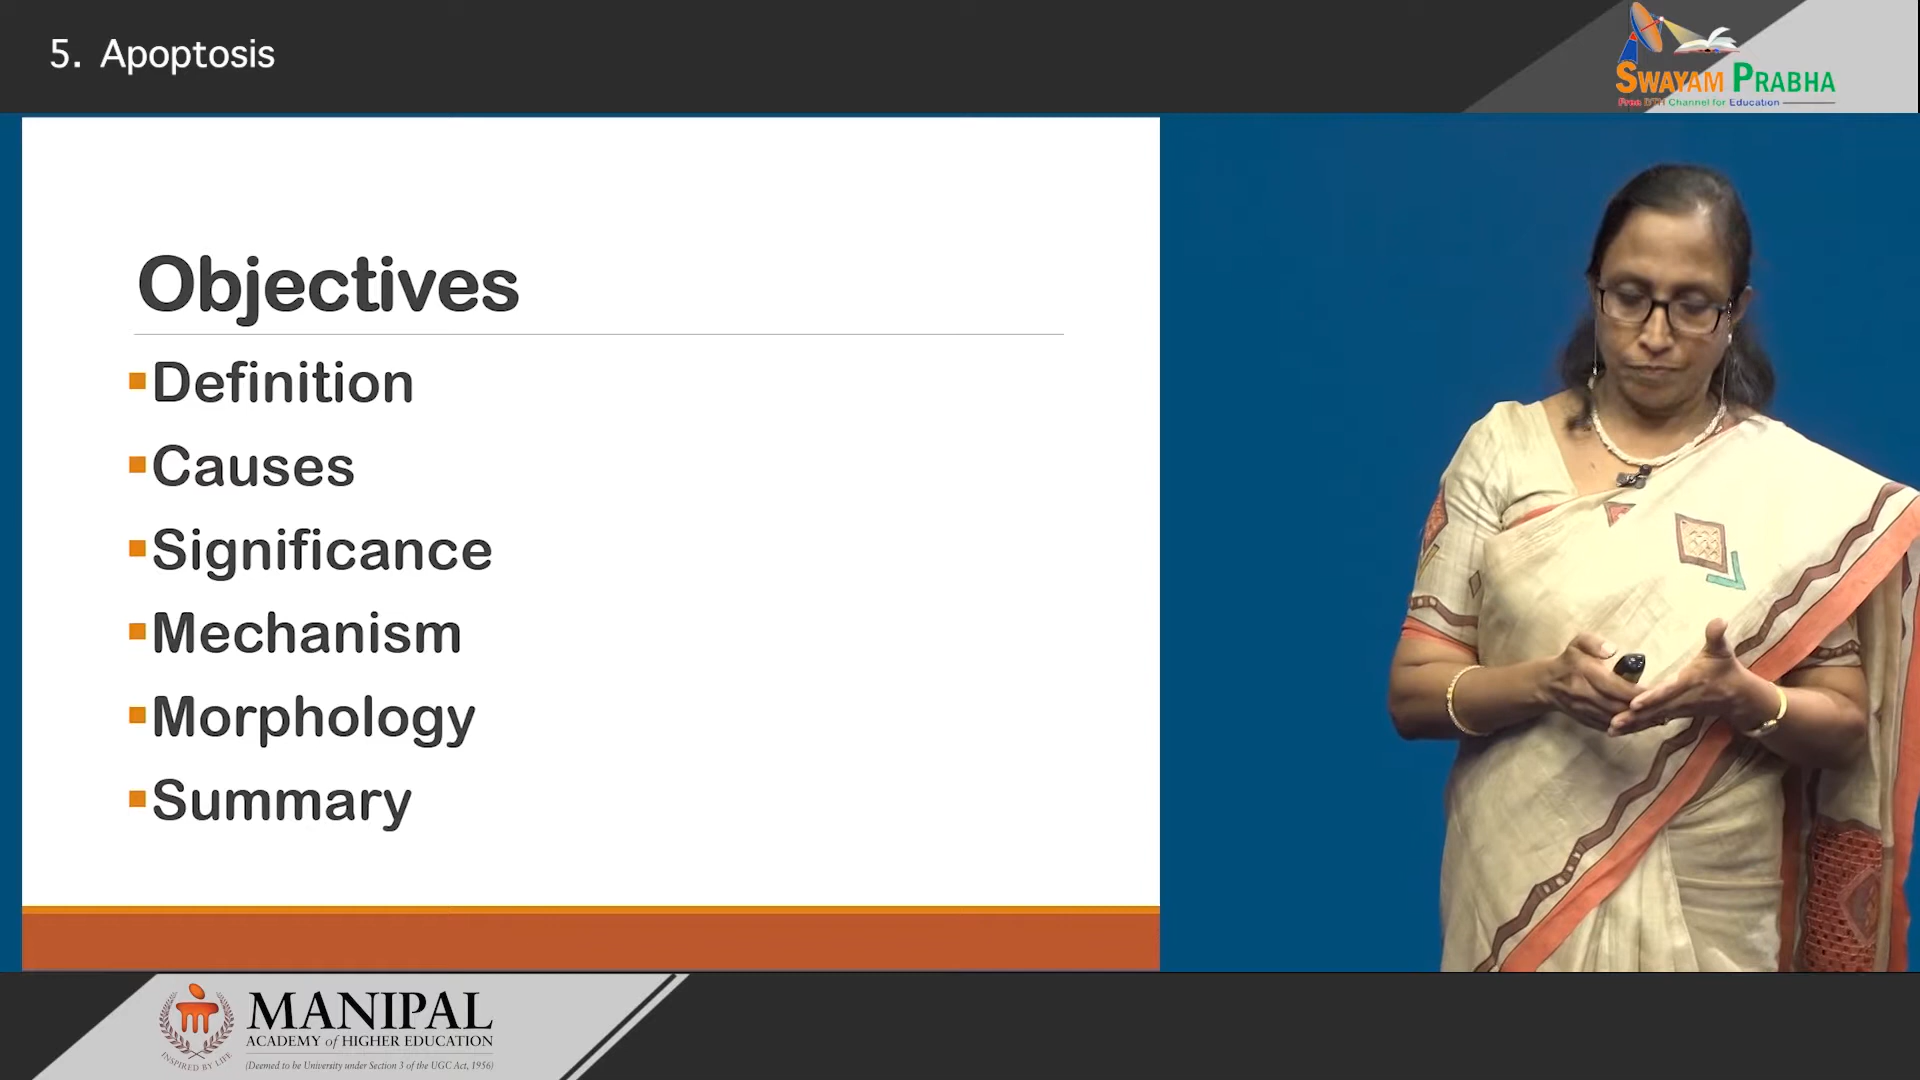 5. Apoptosis
SWAYAM PRABHA
Free DTH Channel for Education
Objectives
Definition
Causes
Significance
Mechanism
Morphology
Summary
INSPIRED BY LIFE
MANIPAL
ACADEMY of HIGHER EDUCATION
(Deemed to be University under Section 3 of the UGC Act, 1956)